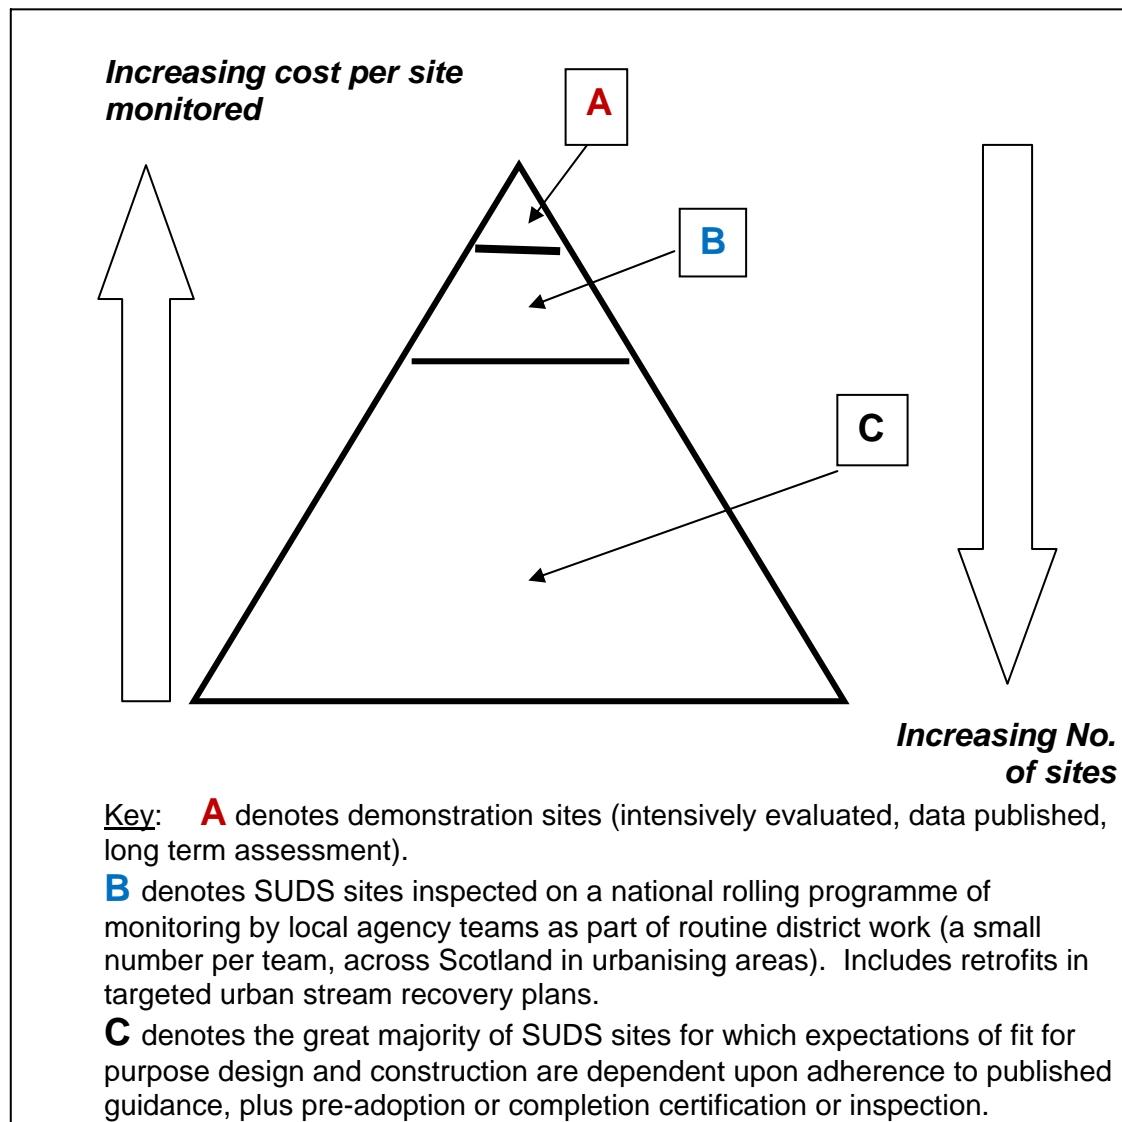 Increasing cost per site
monitored
A
B
C
Increasing No.
of sites
Key: A denotes demonstration sites (intensively evaluated, data published,
long term assessment).
B denotes SUDS sites inspected on a national rolling programme of
monitoring by local agency teams as part of routine district work (a small
number per team, across Scotland in urbanising areas). Includes retrofits in
targeted urban stream recovery plans.
C denotes the great majority of SUDS sites for which expectations of fit for
purpose design and construction are dependent upon adherence to published
guidance, plus pre-adoption or completion certification or inspection.